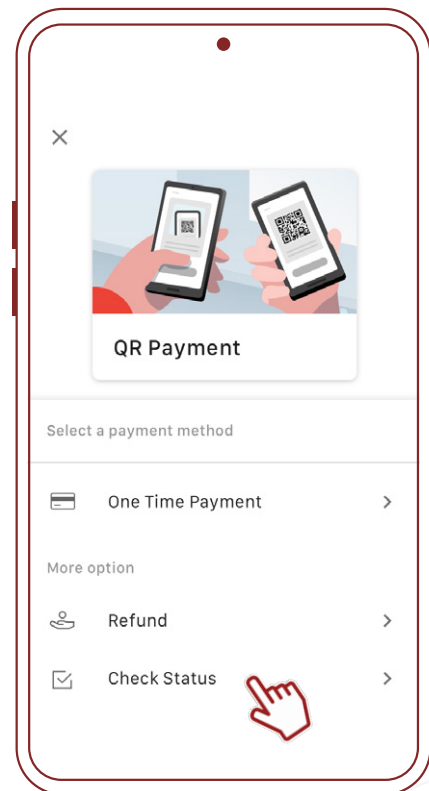 QR Payment
Select a payment method
One Time Payment
More option
Refund
Check Status